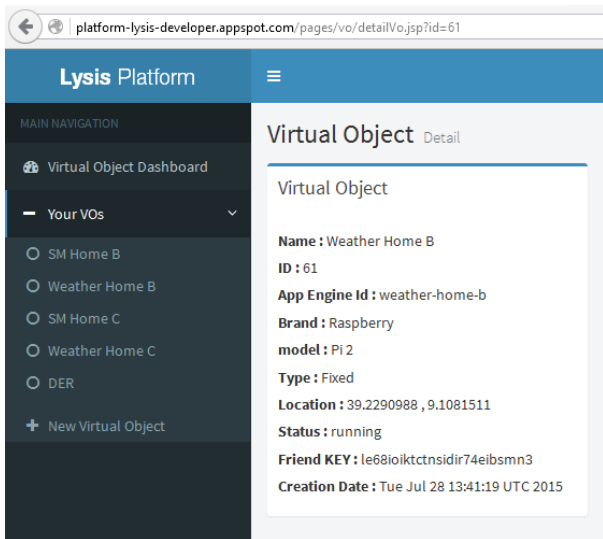 platform-lysis-developer.appspot.com/pages/vo/detailVo.jsp?id=61
Lysis Platform
MAIN NAVIGATION
Virtual Object Dashboard
Your VOs
SM Home B
Weather Home B
SM Home C
Weather Home C
DER
New Virtual Object
Virtual Object Detail
Virtual Object
Name : Weather Home B
ID : 61
App Engine Id : weather-home-b
Brand : Raspberry
model : Pi 2
Type : Fixed
Location : 39.2290988 , 9.1081511
Status : running
Friend KEY : le68ioiktctnsidir74eibsmn3
Creation Date : Tue Jul 28 13:41:19 UTC 2015